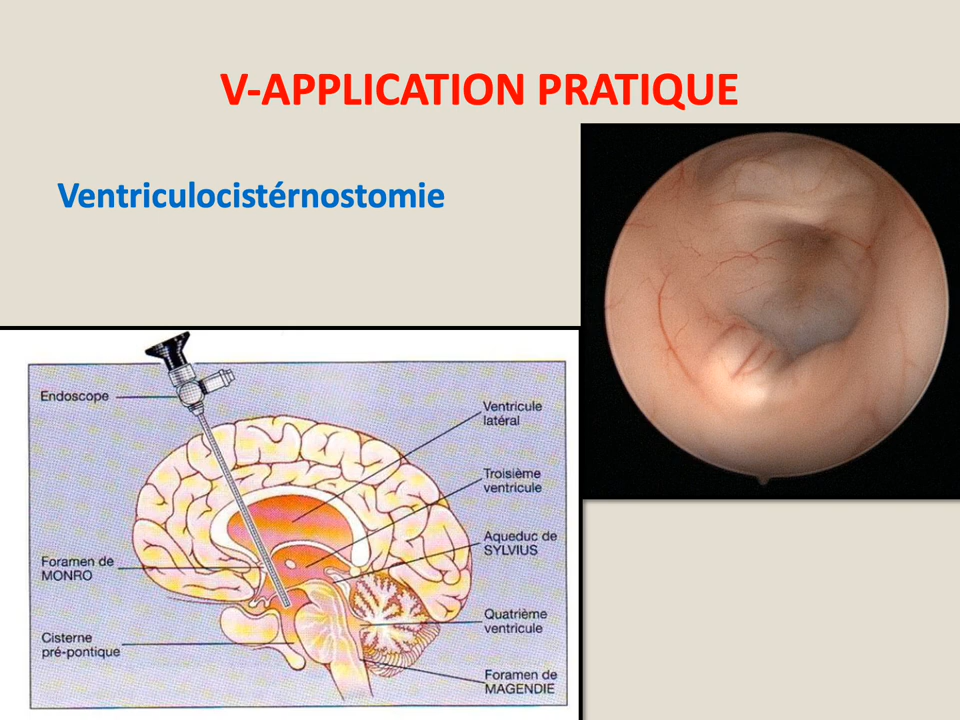 V-APPLICATION PRATIQUE
Ventriculocistérnostomie
Endoscope
Ventricule
latéral
Troisième
ventricule
Aqueduc de
SYLVIUS
Foramen de
MONRO
Quatrième
ventricule
Cisterne
pré-pontique
Foramen de
MAGENDIE